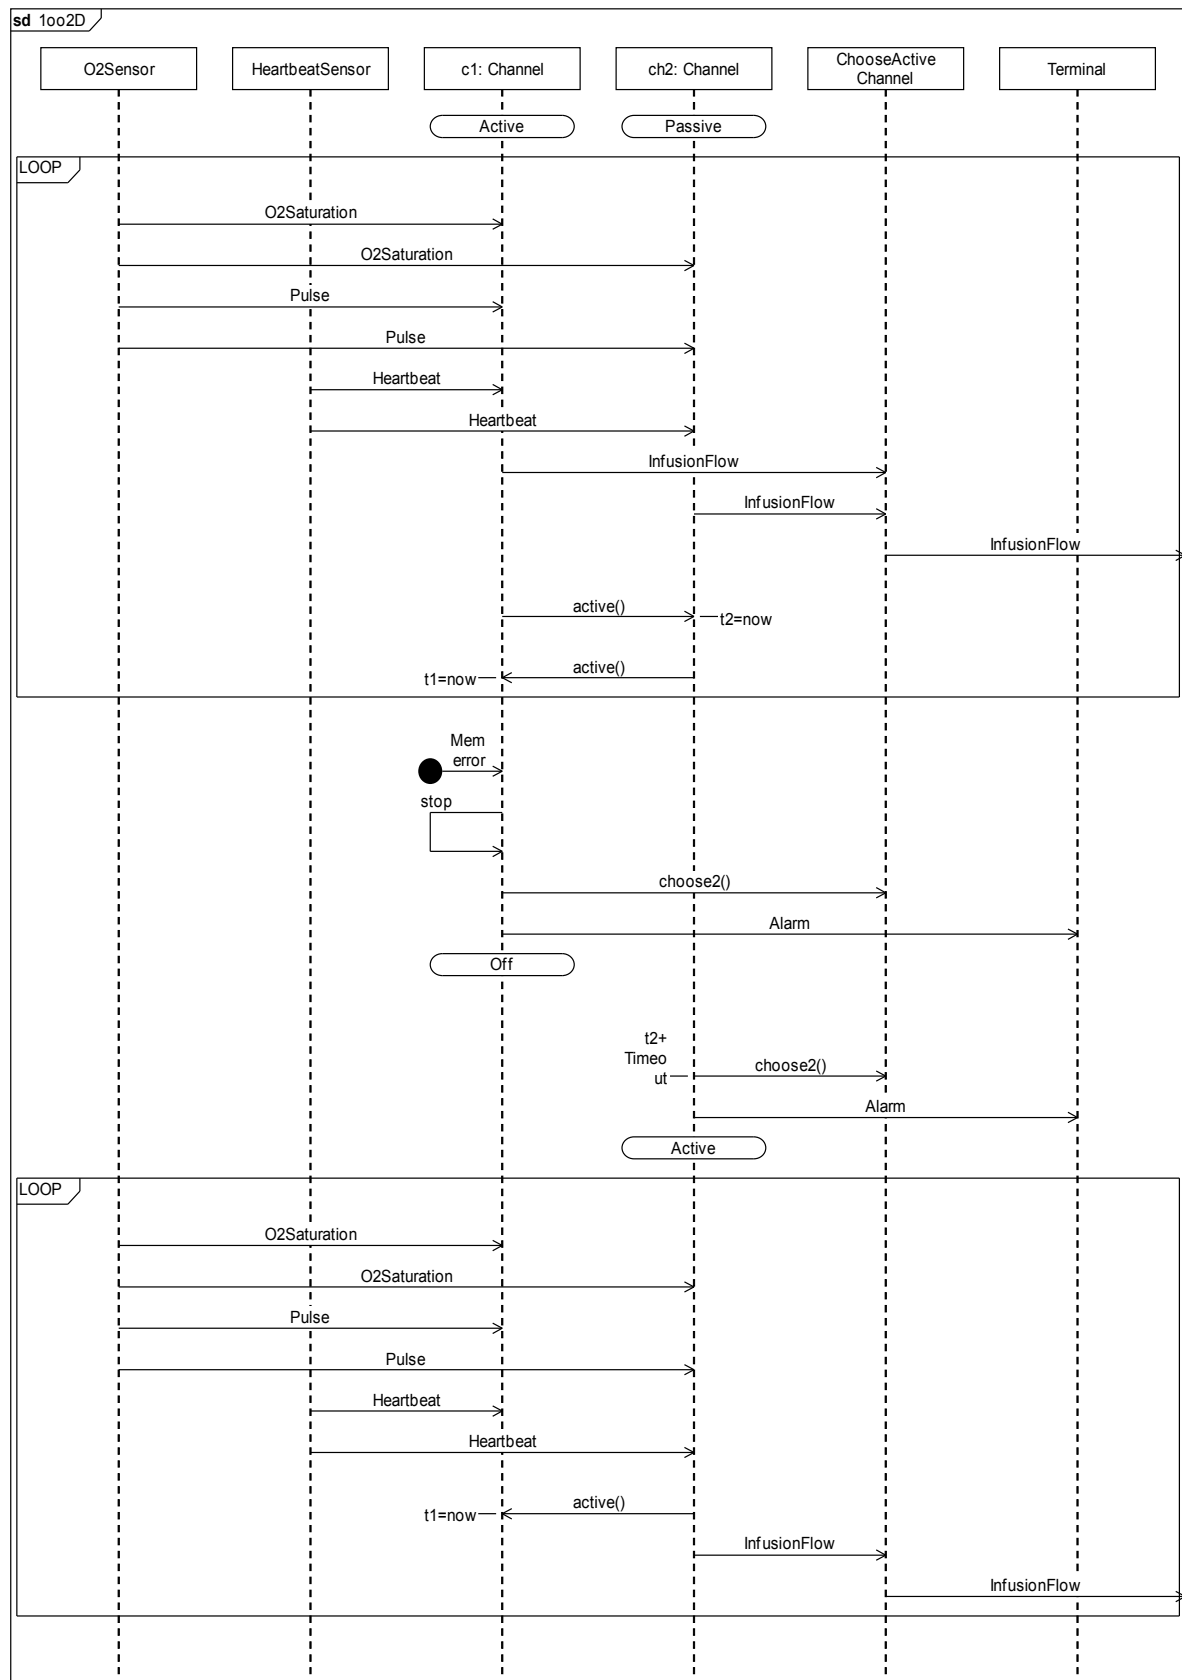 sd 1oo2D
O2Sensor
HeartbeatSensor
c1: Channel
ch2: Channel
ChooseActive
Channel
Terminal
Active
Passive
LOOP
O2Saturation
O2Saturation
Pulse
Pulse
Heartbeat
Heartbeat
InfusionFlow
InfusionFlow
InfusionFlow
active()
t2=now
active()
t1=now
Mem
error
stop
choose2()
Alarm
Off
t2+
Timeo
ut
choose2()
Alarm
Active
LOOP
O2Saturation
O2Saturation
Pulse
Pulse
Heartbeat
Heartbeat
active()
t1=now
InfusionFlow
InfusionFlow